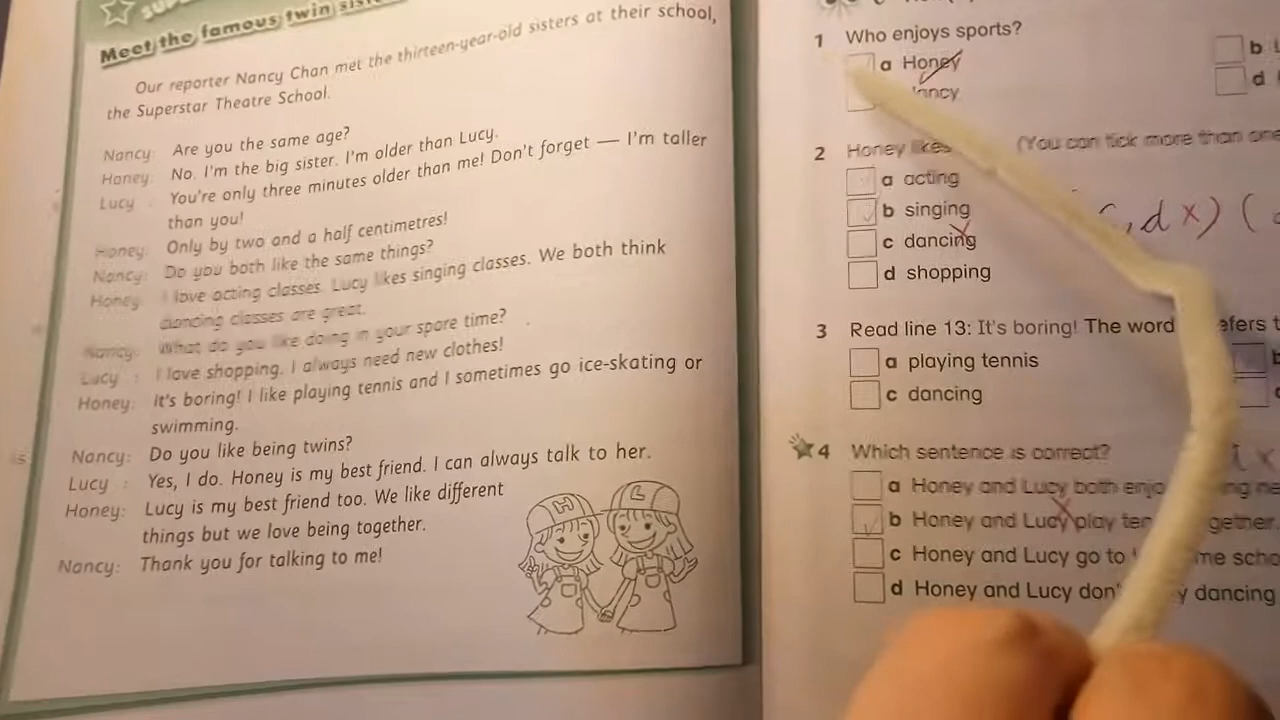 Meet the famous twin
Our reporter Nancy Chan met the thirteen-year-old sisters at their school,
the Superstar Theatre School.
Nancy: Are you the same age?
Honey: No. I'm the big sister. I'm older than Lucy.
Lucy : You're only three minutes older than me! Don't forget — I'm taller
than you!
Honey: Only by two and a half centimetres!
Nancy: Do you both like the same things?
Honey: I love acting classes. Lucy likes singing classes. We both think
dancing classes are great.
Nancy: What do you like doing in your spare time?
Lucy : I love shopping. I always need new clothes!
Honey: It's boring! I like playing tennis and I sometimes go ice-skating or
swimming.
Nancy: Do you like being twins?
Lucy : Yes, I do. Honey is my best friend. I can always talk to her.
Honey: Lucy is my best friend too. We like different
things but we love being together.
Nancy: Thank you for talking to me!
H L
1 Who enjoys sports?
a Honey b
d
2 Honey likes (You can tick more than one
a acting
b singing
c dancing
d shopping
, d x) (
3 Read line 13: It's boring! The word
a playing tennis b
c dancing
4 Which sentence is correct?
a Honey and Lucy both
b Honey and Lucy play
c Honey and Lucy go to
d Honey and Lucy dancing